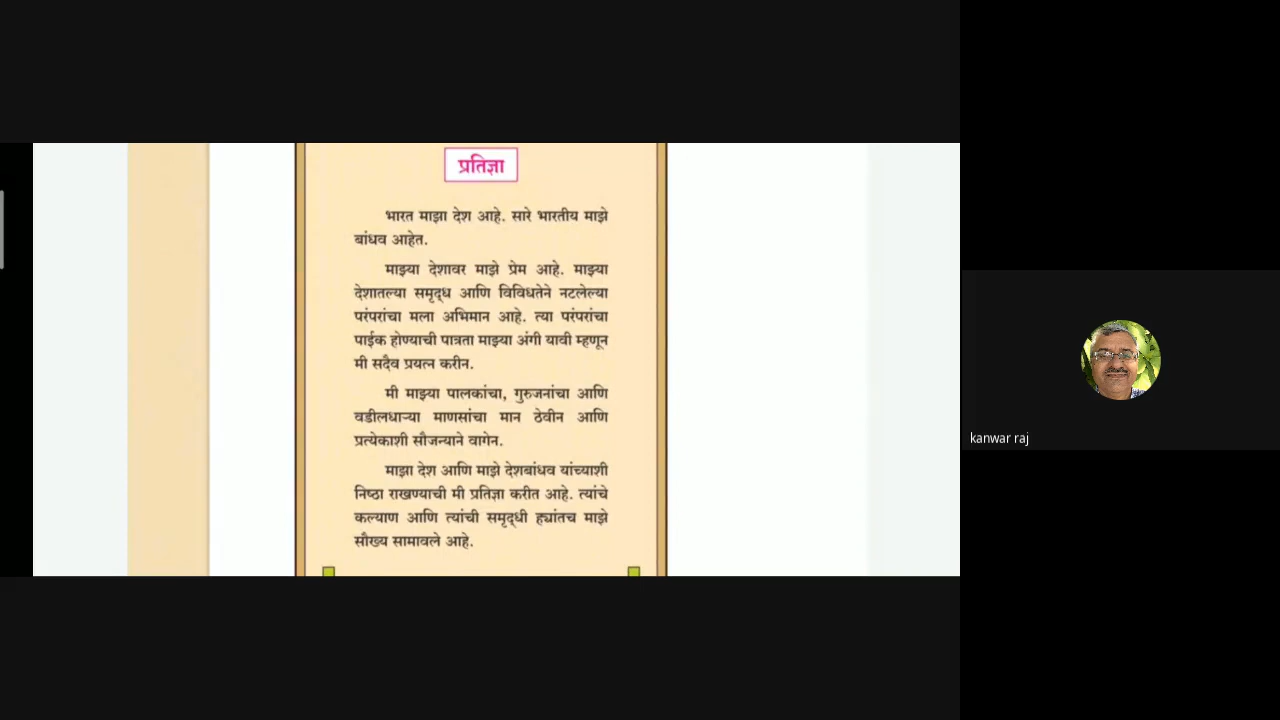 प्रतिज्ञा
भारत माझा देश आहे. सारे भारतीय माझे
बांधव आहेत.
माझ्या देशावर माझे प्रेम आहे. माझ्या
देशातल्या समृद्ध आणि विविधतेने नटलेल्या
परंपरांचा मला अभिमान आहे. त्या परंपरांचा
पाईक होण्याची पात्रता माझ्या अंगी यावी म्हणून
मी सदैव प्रयत्न करीन.
मी माझ्या पालकांचा, गुरुजनांचा आणि
वडीलधाऱ्या माणसांचा मान ठेवीन आणि
प्रत्येकाशी सौजन्याने वागेन.
माझा देश आणि माझे देशबांधव यांच्याशी
निष्ठा राखण्याची मी प्रतिज्ञा करीत आहे. त्यांचे
कल्याण आणि त्यांची समृद्धी ह्यांतच माझे
सौख्य सामावले आहे.
kanwar raj